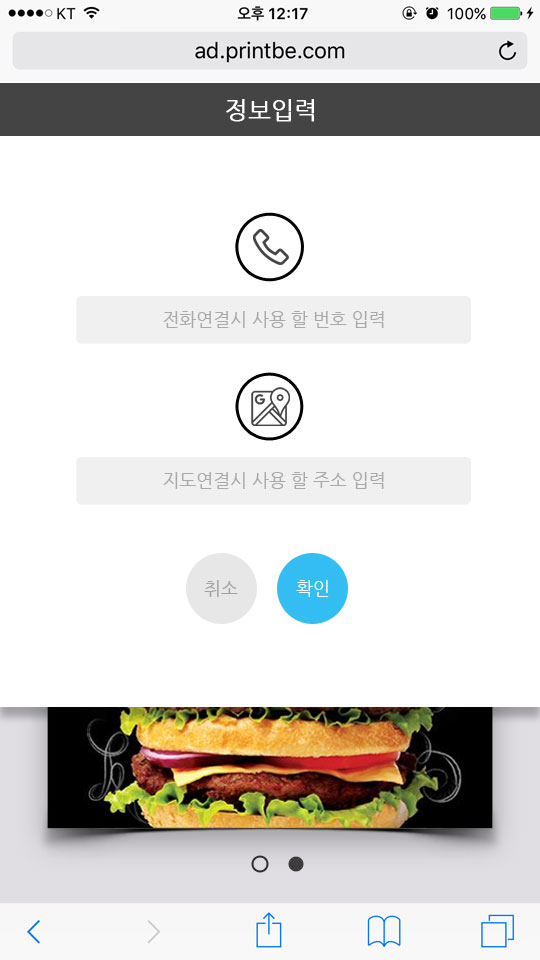 KT
오후 12:17
100%
ad.printbe.com
정보입력
전화연결시 사용 할 번호 입력
G
지도연결시 사용 할 주소 입력
취소
확인